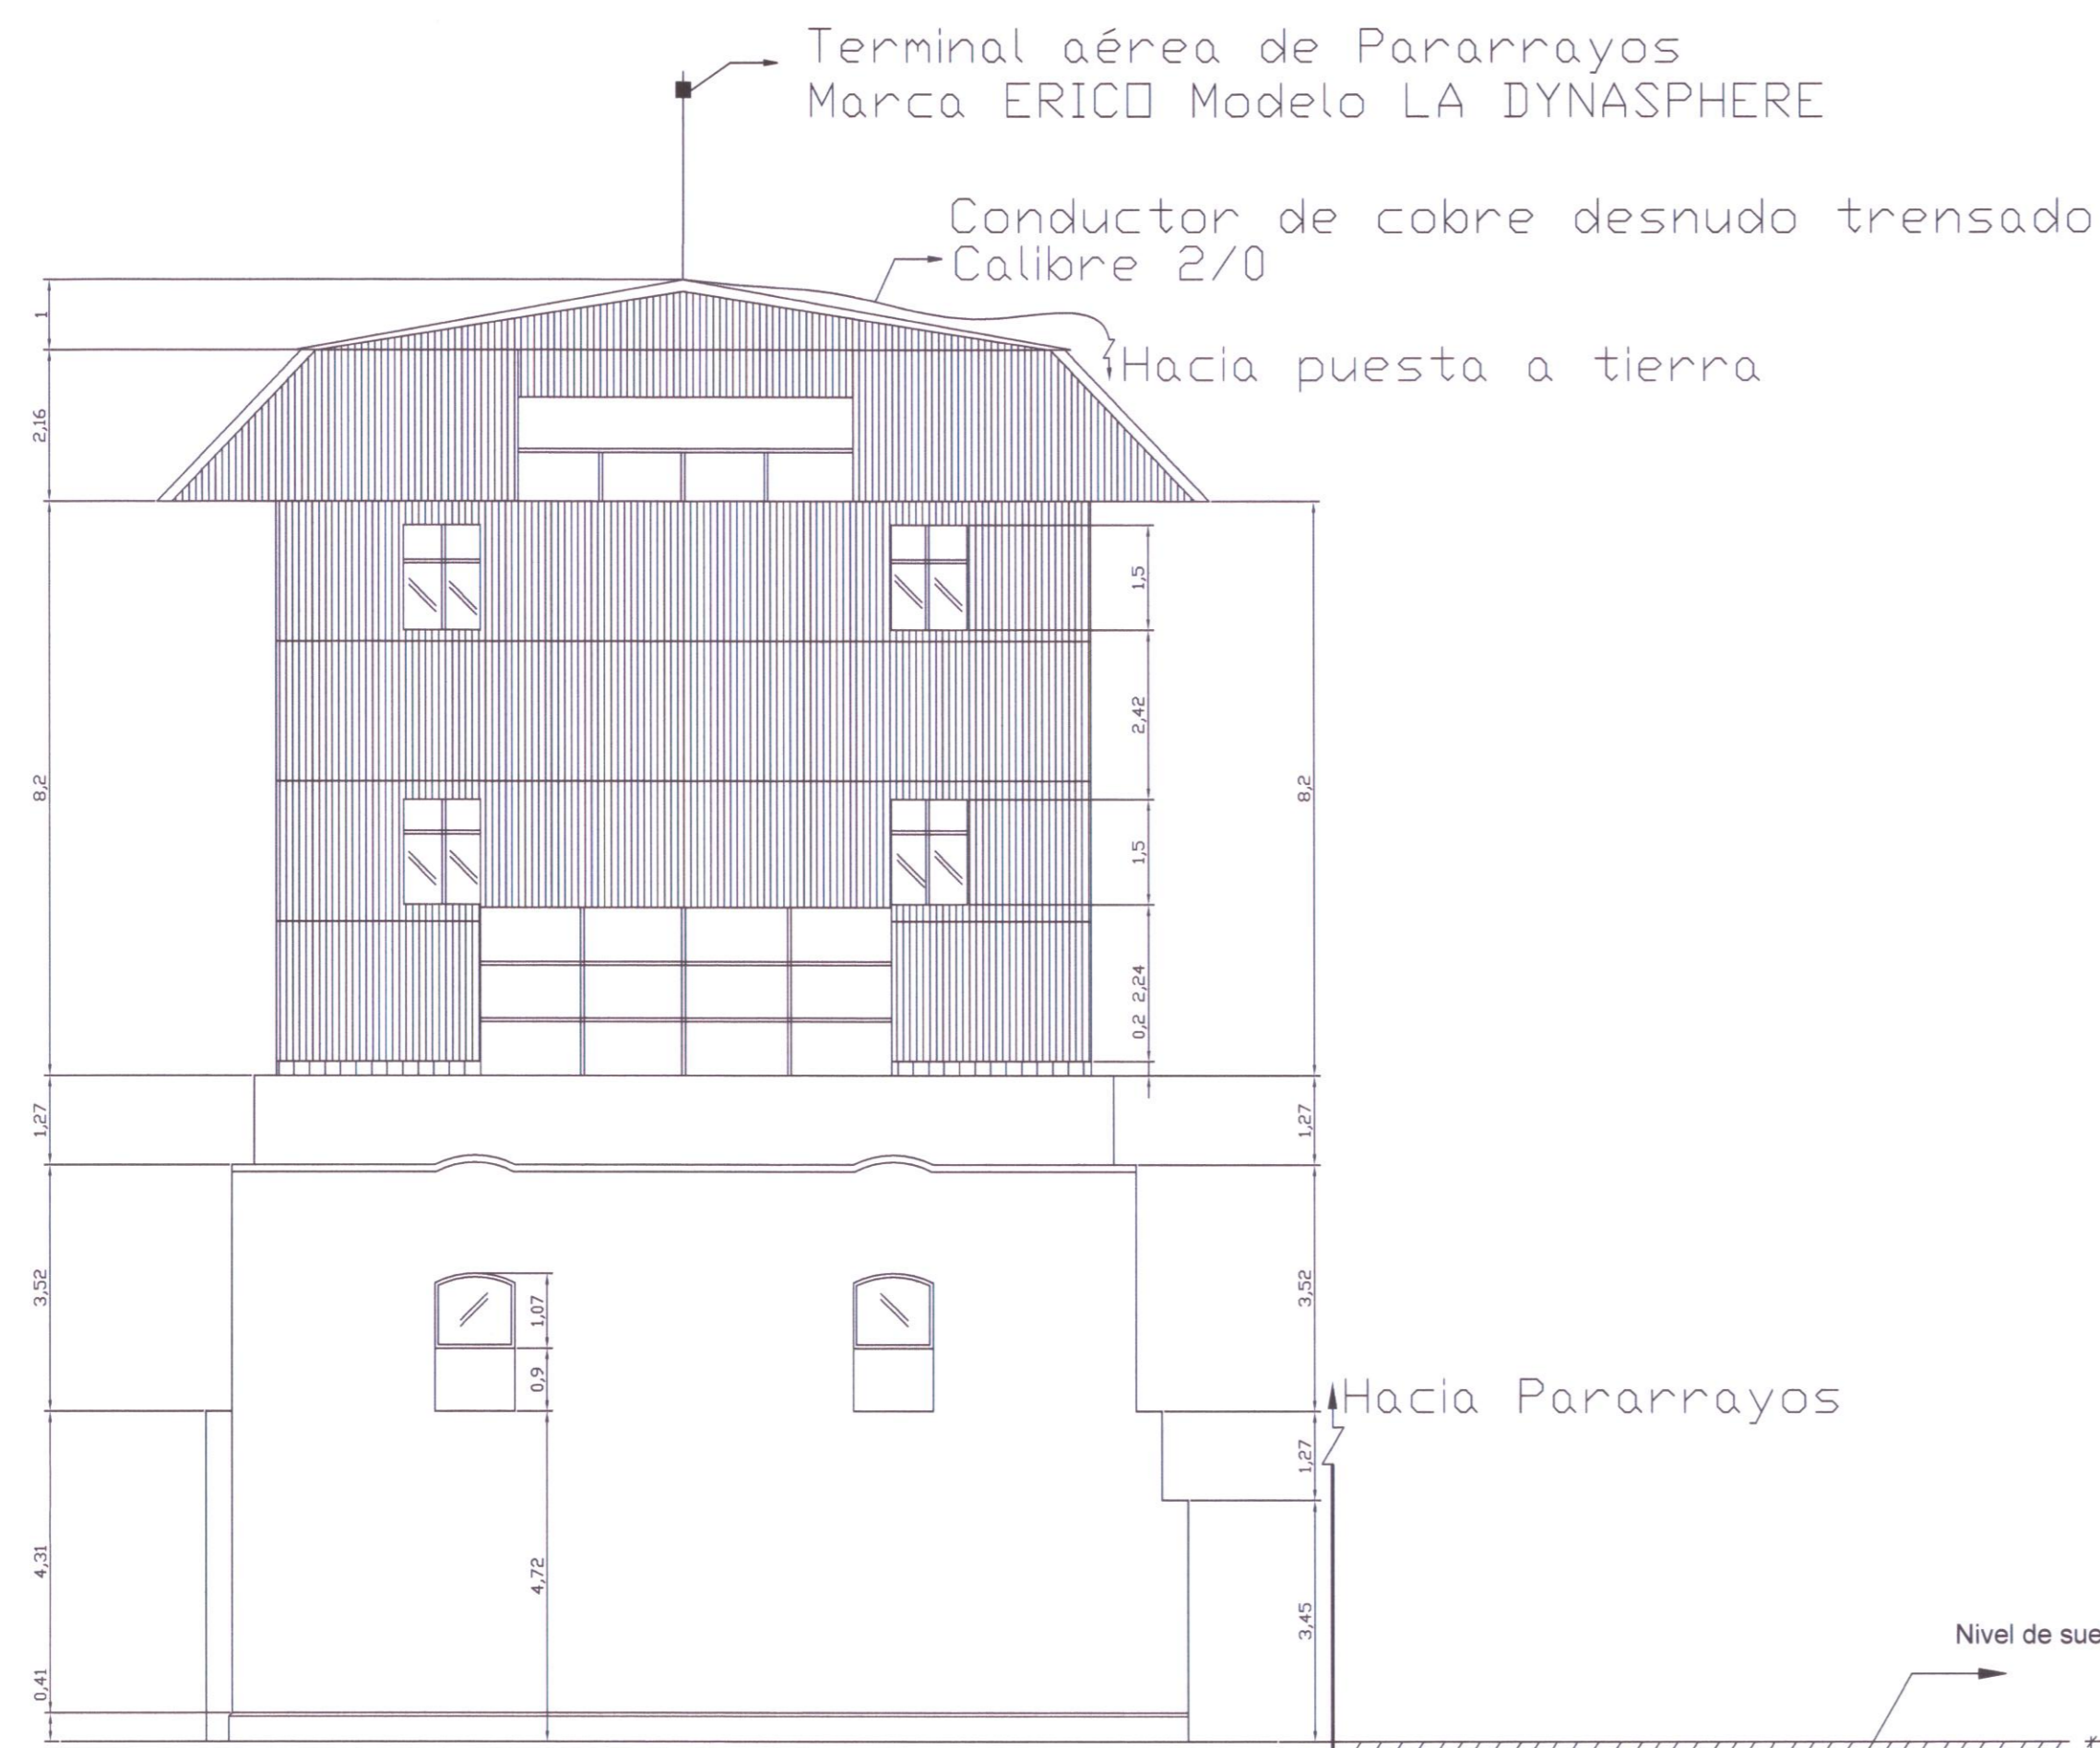 Terminal aérea de Pararrayos
Marca ERICO Modelo LA DYNASPHERE
Conductor de cobre desnudo trensado
Calibre 2/0
Hacia puesta a tierra
1
2,16
8,2
1,27
3,52
4,31
0,41
1,5
2,42
1,5
2,24
0,2
8,2
1,27
3,52
1,27
3,45
1,07
0,9
4,72
Hacia Pararrayos
Nivel de sue